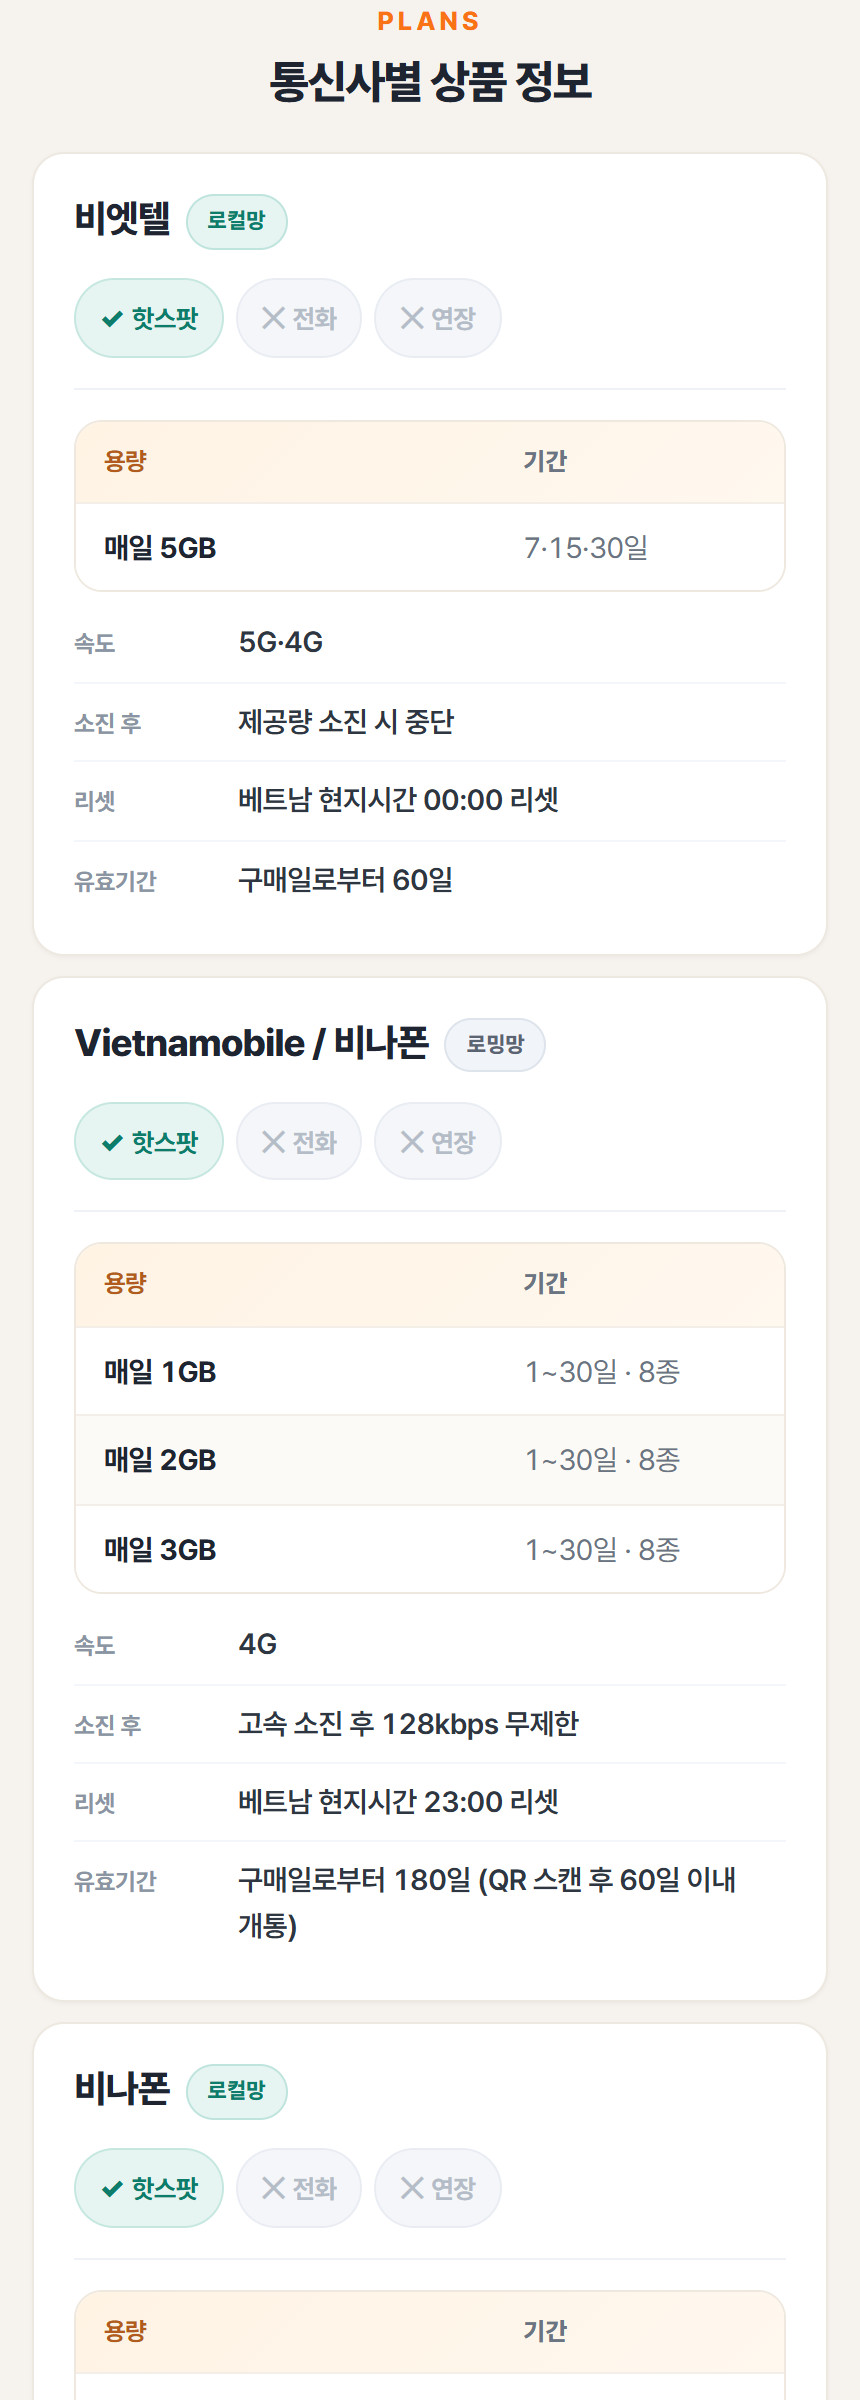 PLANS
통신사별 상품 정보
비엣텔 로컬망
✓ 핫스팟 ✕ 전화 ✕ 연장
용량 기간
매일 5GB 7·15·30일
속도 5G·4G
소진 후 제공량 소진 시 중단
리셋 베트남 현지시간 00:00 리셋
유효기간 구매일로부터 60일
Vietnamobile / 비나폰 로밍망
✓ 핫스팟 ✕ 전화 ✕ 연장
용량 기간
매일 1GB 1~30일 · 8종
매일 2GB 1~30일 · 8종
매일 3GB 1~30일 · 8종
속도 4G
소진 후 고속 소진 후 128kbps 무제한
리셋 베트남 현지시간 23:00 리셋
유효기간 구매일로부터 180일 (QR 스캔 후 60일 이내
개통)
비나폰 로컬망
✓ 핫스팟 ✕ 전화 ✕ 연장
용량 기간